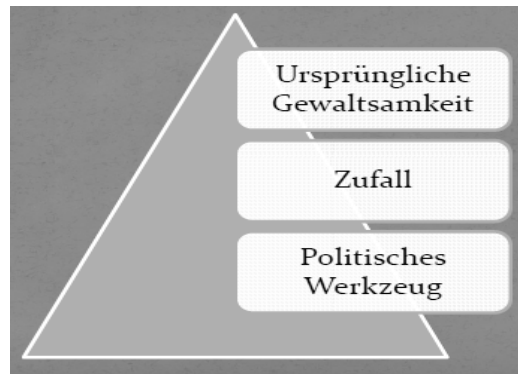 Ursprüngliche
Gewaltsamkeit
Zufall
Politisches
Werkzeug